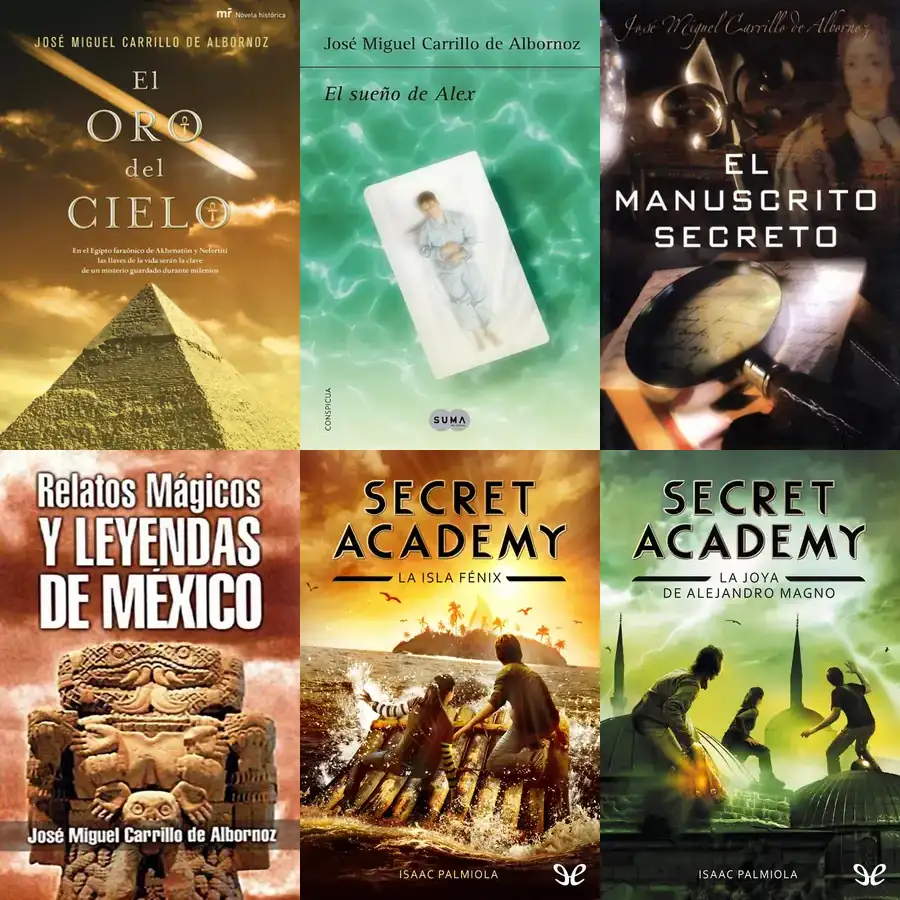 mr Novela histórica
JOSÉ MIGUEL CARRILLO DE ALBORNOZ
El
ORO
del
CIELO
En el Egipto faraónico de Akhenatón y Nefertiti
las llaves de la vida serán la clave
de un misterio guardado durante milenios
José Miguel Carrillo de Albornoz
El sueño de Alex
CONSPICUA
SUMA
José Miguel Carrillo de Albornoz
EL
MANUSCRITO
SECRETO
Relatos Mágicos
Y LEYENDAS
DE MÉXICO
José Miguel Carrillo de Albornoz
SECRET
ACADEMY
LA ISLA FÉNIX
ISAAC PALMIOLA
SECRET
ACADEMY
LA JOYA
DE ALEJANDRO MAGNO
ISAAC PALMIOLA